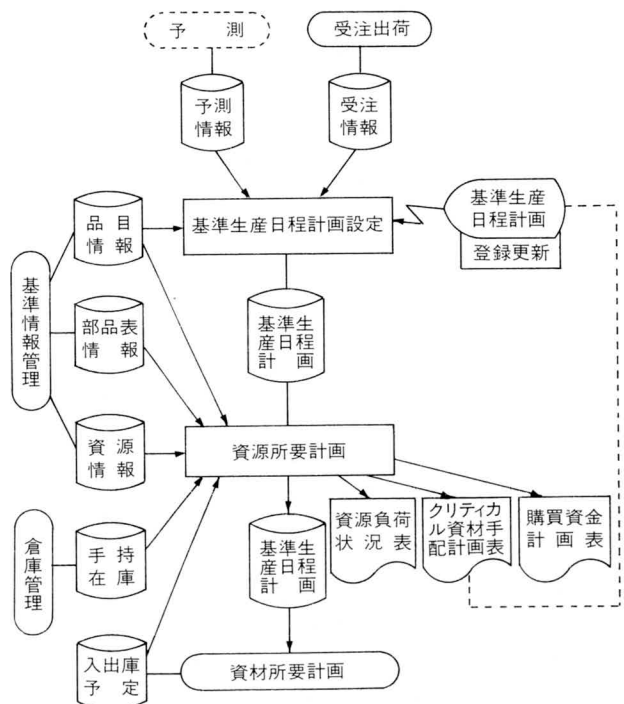 予測
受注出荷
予測
情報
受注
情報
品目
情報
基準生産日程計画設定
基準生産
日程計画
登録更新
基準情報管理
部品表
情報
基準生
産日程
計画
資源
情報
資源所要計画
資源負荷
状況表
クリティカ
ル資材手
配計画表
購買資金
計画表
倉庫管理
手持
在庫
基準生
産日程
計画
入出庫
予定
資材所要計画